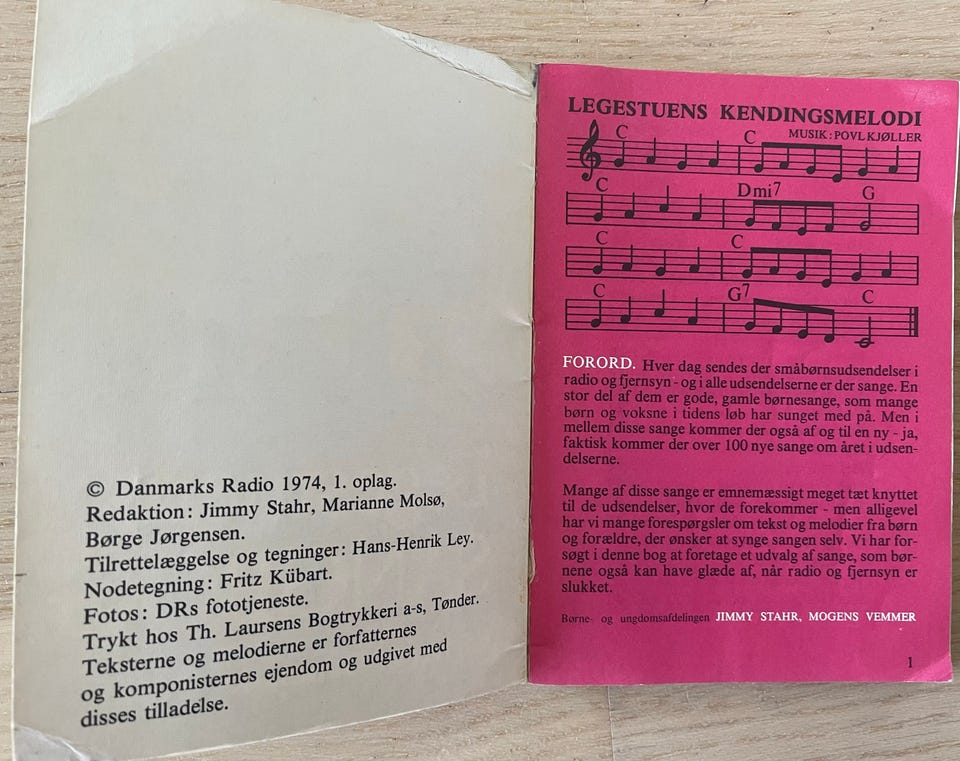 © Danmarks Radio 1974, 1. oplag.
Redaktion: Jimmy Stahr, Marianne Molsø,
Børge Jørgensen.
Tilrettelæggelse og tegninger: Hans-Henrik Ley.
Nodetegning: Fritz Kübart.
Fotos: DRs fototjeneste.
Trykt hos Th. Laursens Bogtrykkeri a-s, Tønder.
Teksterne og melodierne er forfatternes
og komponisternes ejendom og udgivet med
disses tilladelse.
LEGESTUENS KENDINGSMELODI
MUSIK: POVL KJØLLER
C C
C Dmi7 G
C C
C G7 C
FORORD. Hver dag sendes der småbørnsudsendelser i
radio og fjernsyn - og i alle udsendelserne er der sange. En
stor del af dem er gode, gamle børnesange, som mange
børn og voksne i tidens løb har sunget med på. Men i
mellem disse sange kommer der også af og til en ny - ja,
faktisk kommer der over 100 nye sange om året i udsen-
delserne.
Mange af disse sange er emnemæssigt meget tæt knyttet
til de udsendelser, hvor de forekommer - men alligevel
har vi mange forespørgsler om tekst og melodier fra børn
og forældre, der ønsker at synge sangen selv. Vi har for-
søgt i denne bog at foretage et udvalg af sange, som bør-
nene også kan have glæde af, når radio og fjernsyn er
slukket.
Børne- og ungdomsafdelingen JIMMY STAHR, MOGENS VEMMER
1